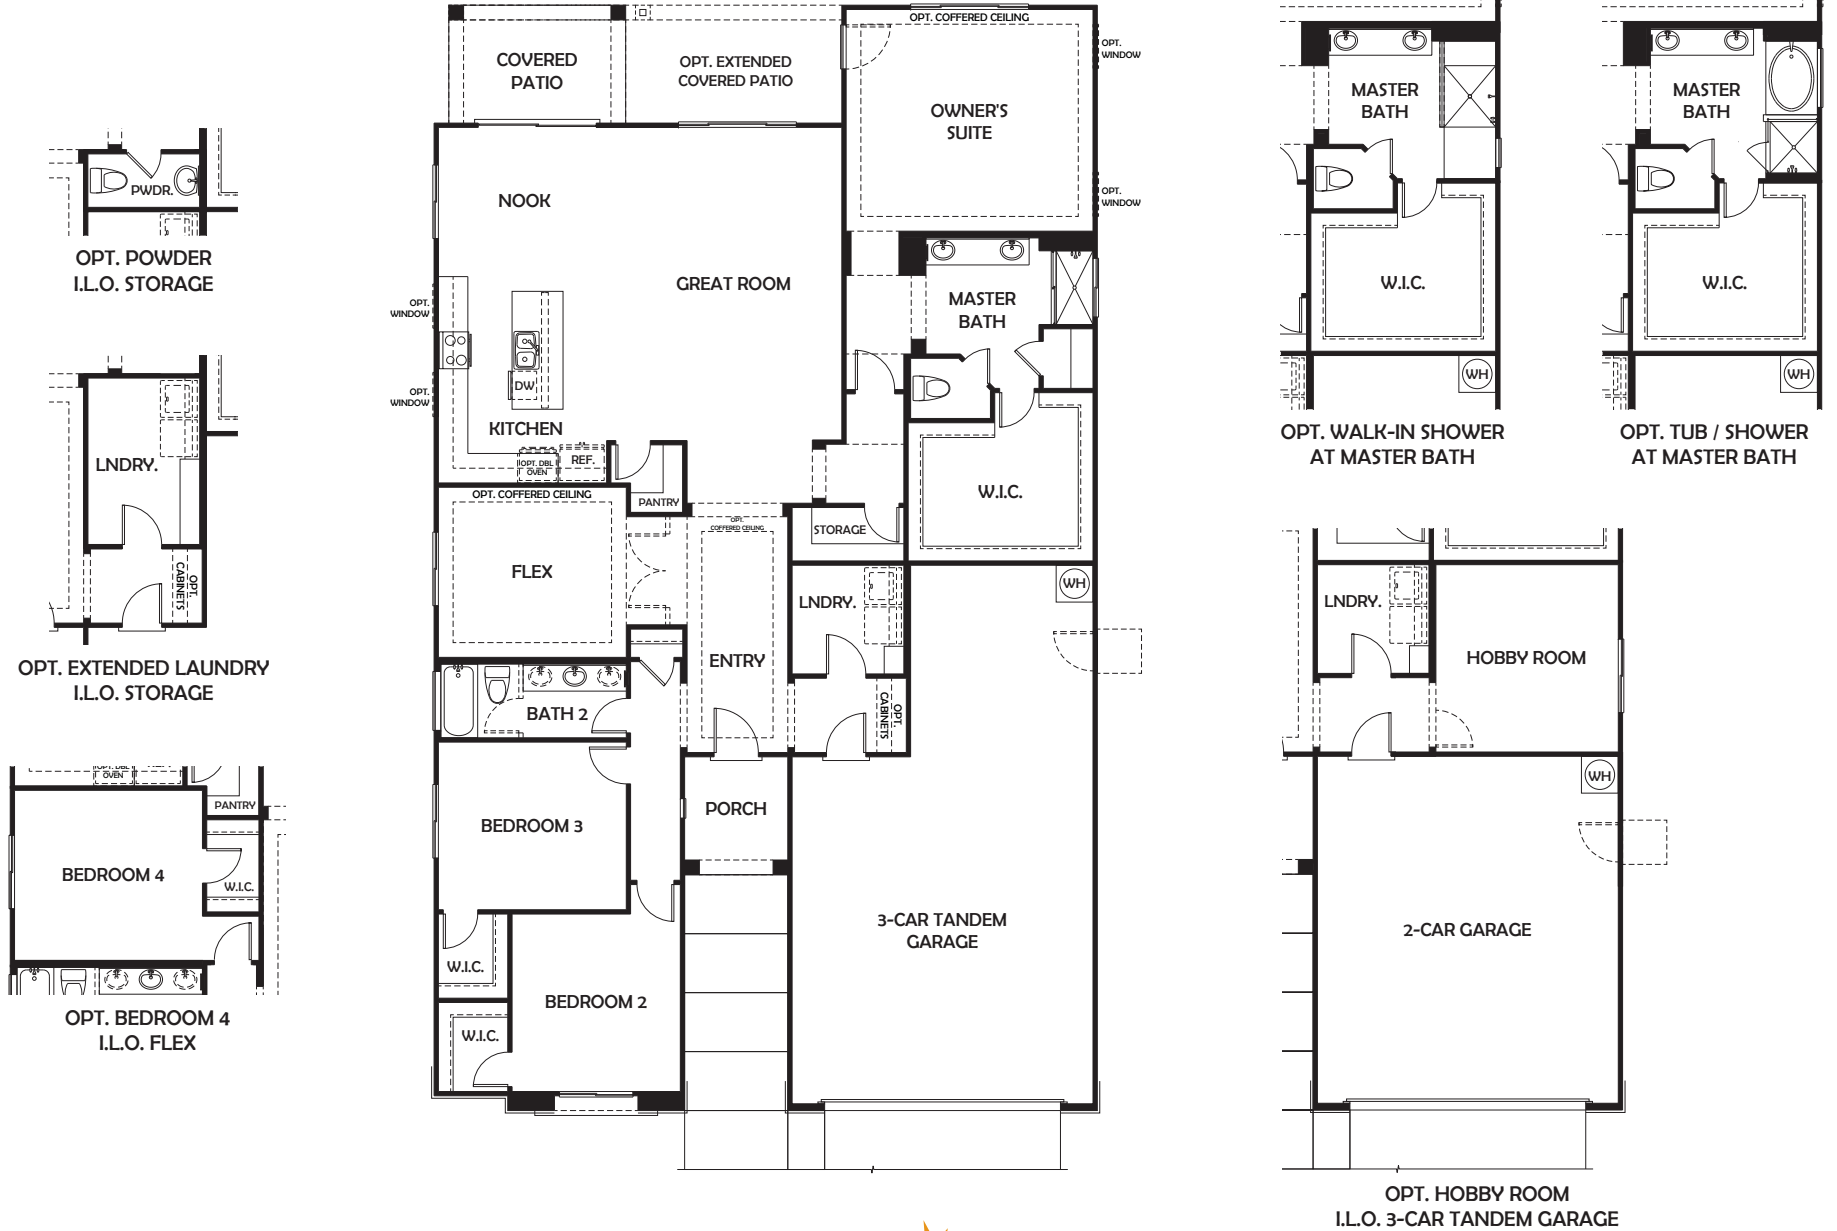 PWDR.
OPT. POWDER
I.L.O. STORAGE
LNDRY.
OPT.
CABINETS
OPT. EXTENDED LAUNDRY
I.L.O. STORAGE
OPT. DBL
OVEN
PANTRY
BEDROOM 4
W.I.C.
OPT. BEDROOM 4
I.L.O. FLEX
COVERED
PATIO
OPT. EXTENDED
COVERED PATIO
OPT. COFFERED CEILING
OPT.
WINDOW
OWNER'S
SUITE
OPT.
WINDOW
NOOK
GREAT ROOM
OPT.
WINDOW
MASTER
BATH
DW
OPT.
WINDOW
KITCHEN
OPT. DBL
OVEN
REF.
PANTRY
W.I.C.
OPT. COFFERED CEILING
OPT.
COFFERED CEILING
STORAGE
FLEX
WH
LNDRY.
ENTRY
OPT.
CABINETS
BATH 2
PORCH
BEDROOM 3
3-CAR TANDEM
GARAGE
W.I.C.
BEDROOM 2
W.I.C.
MASTER
BATH
W.I.C.
WH
OPT. WALK-IN SHOWER
AT MASTER BATH
MASTER
BATH
W.I.C.
WH
OPT. TUB / SHOWER
AT MASTER BATH
LNDRY.
HOBBY ROOM
WH
2-CAR GARAGE
OPT. HOBBY ROOM
I.L.O. 3-CAR TANDEM GARAGE